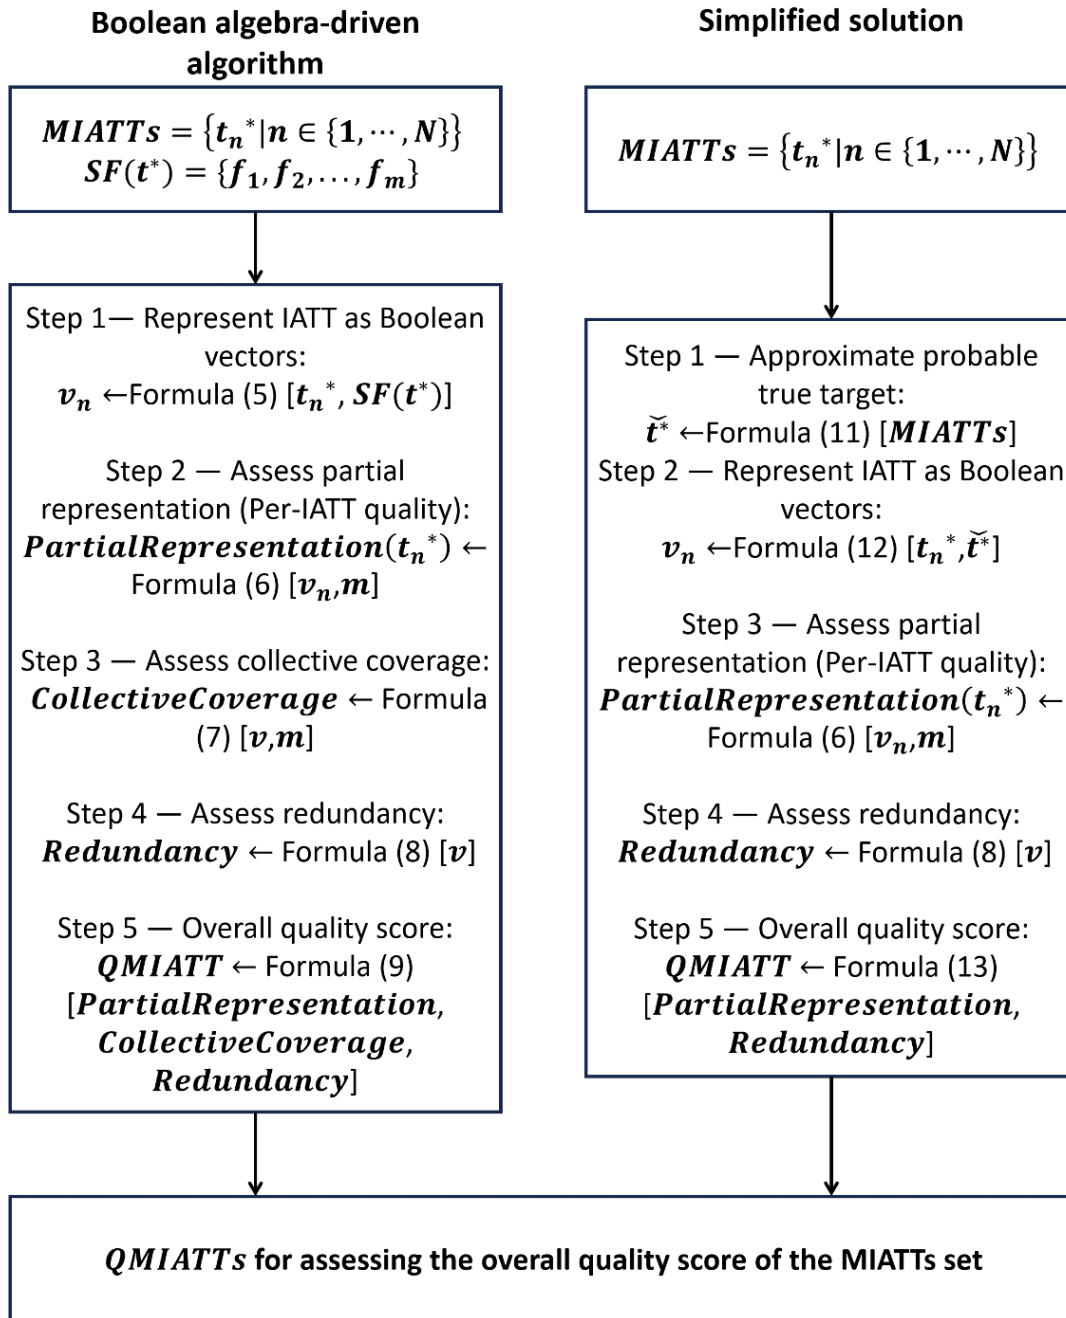 Boolean algebra-driven
algorithm
MIATTs = {tₙ*|n ∈ {1, ⋯, N}}
SF(t*) = {f₁, f₂, . . . , fₘ}
Step 1— Represent IATT as Boolean
vectors:
vₙ ←Formula (5) [tₙ*, SF(t*)]
Step 2 — Assess partial
representation (Per-IATT quality):
PartialRepresentation(tₙ*) ←
Formula (6) [vₙ,m]
Step 3 — Assess collective coverage:
CollectiveCoverage ← Formula
(7) [v,m]
Step 4 — Assess redundancy:
Redundancy ← Formula (8) [v]
Step 5 — Overall quality score:
QMIATT ← Formula (9)
[PartialRepresentation,
CollectiveCoverage,
Redundancy]
Simplified solution
MIATTs = {tₙ*|n ∈ {1, ⋯, N}}
Step 1 — Approximate probable
true target:
t̆* ←Formula (11) [MIATTs]
Step 2 — Represent IATT as Boolean
vectors:
vₙ ←Formula (12) [tₙ*,t̆*]
Step 3 — Assess partial
representation (Per-IATT quality):
PartialRepresentation(tₙ*) ←
Formula (6) [vₙ,m]
Step 4 — Assess redundancy:
Redundancy ← Formula (8) [v]
Step 5 — Overall quality score:
QMIATT ← Formula (13)
[PartialRepresentation,
Redundancy]
QMIATTs for assessing the overall quality score of the MIATTs set